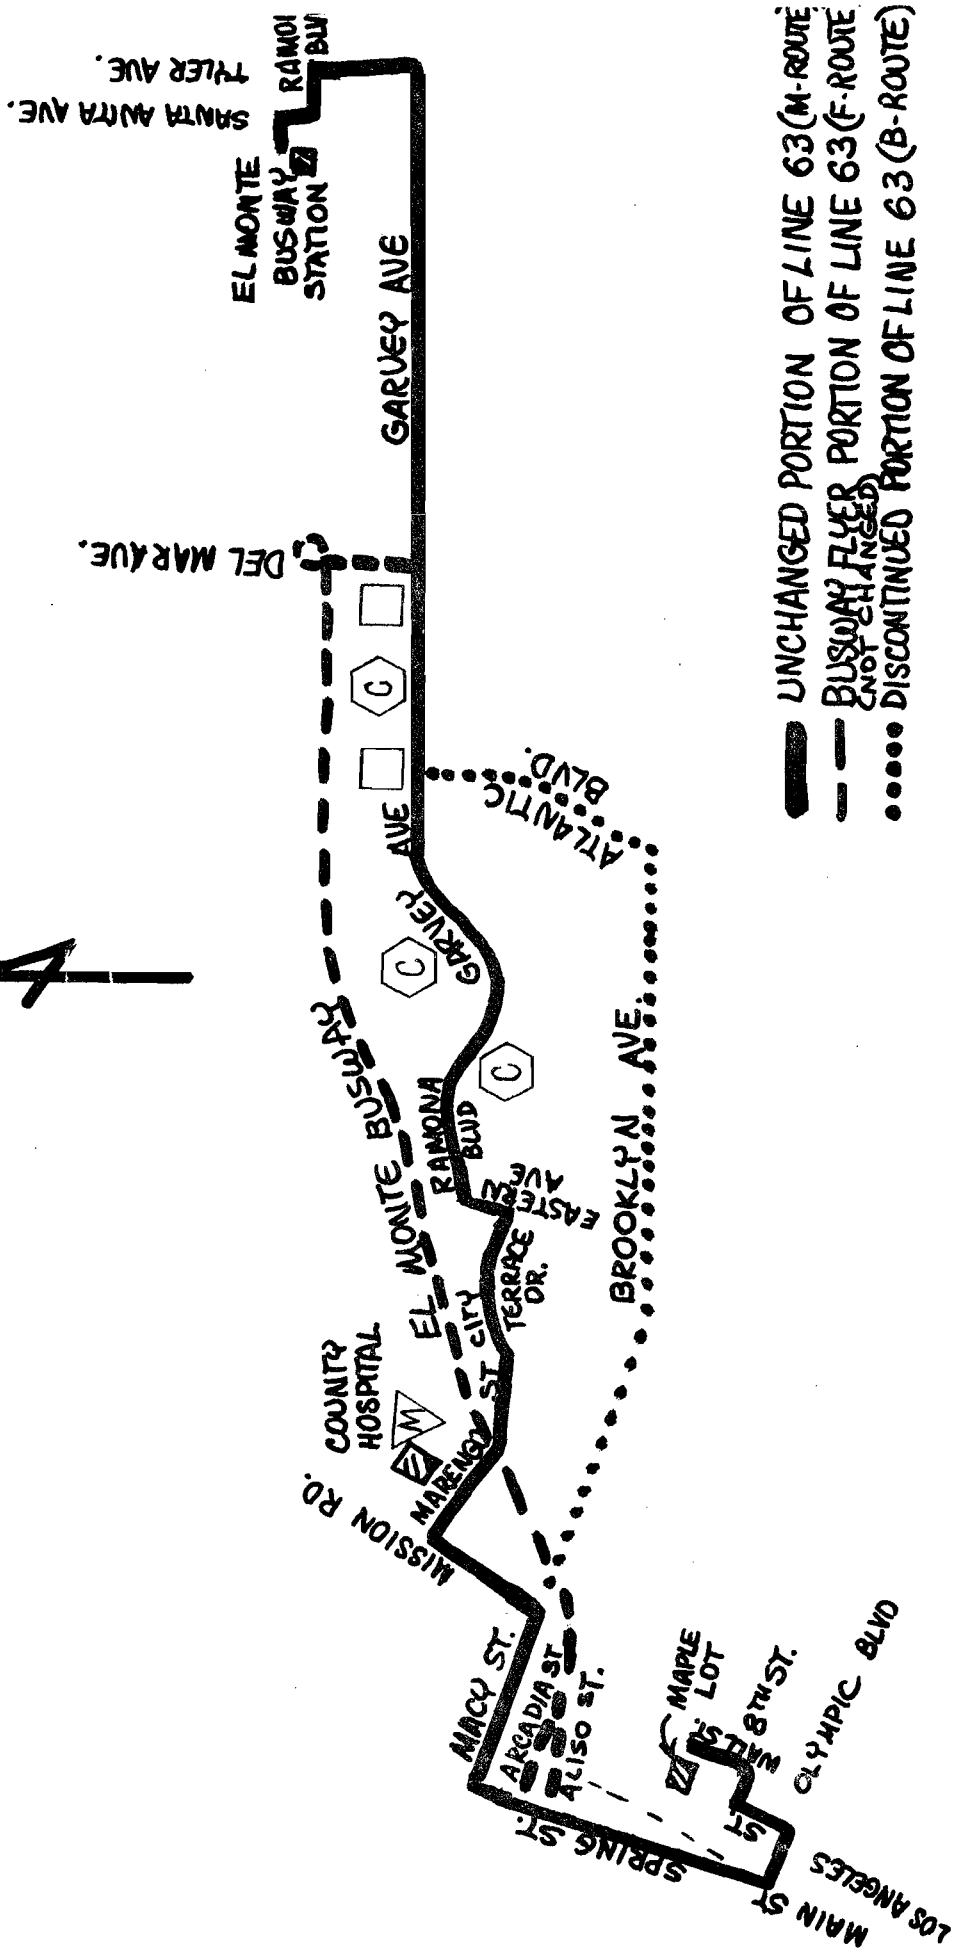 TYLER AVE.
SANTA ANITA AVE.
EL MONTE
BUSWAY
STATION
GARVEY AVE
DEL MAR AVE.
G
AVE
GARVEY
C
C
ATLANTIC
BLVD.
EL MONTE BUSWAY
RAMONA
BLVD
EASTERN
AVE
CITY
TERRACE
DR.
BROOKLYN AVE.
COUNTY
HOSPITAL
M
MARENGO ST
MISSION RD.
MACY ST.
ARCADIA ST
ALISO ST.
SPRING ST.
MAPLE
LOT
WALL ST.
8TH ST.
OLYMPIC BLVD
LOS ANGELES
ST
MAIN ST
UNCHANGED PORTION OF LINE 63 (M-ROUTE
BUSWAY FLYER PORTION OF LINE 63 (F-ROUTE
(NOT CHANGED)
DISCONTINUED PORTION OF LINE 63 (B-ROUTE)